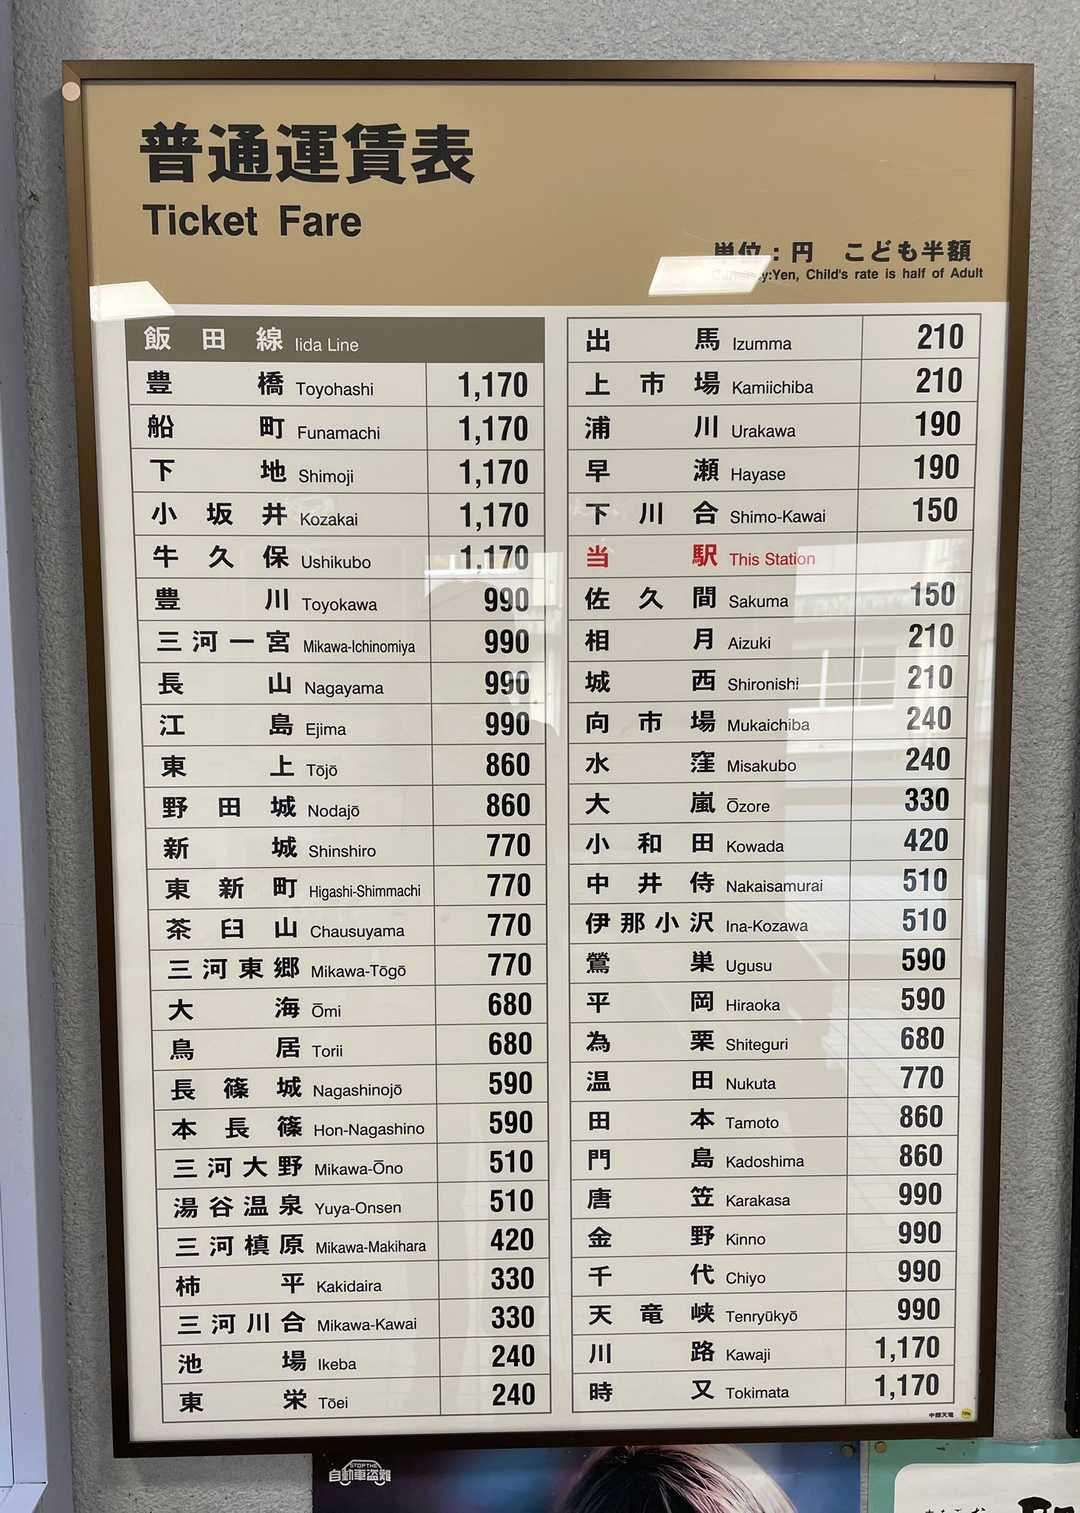 普通運賃表
Ticket Fare
単位：円　こども半額
Yen, Child's rate is half of Adult
飯田線 Iida Line
豊橋 Toyohashi 1,170
船町 Funamachi 1,170
下地 Shimoji 1,170
小坂井 Kozakai 1,170
牛久保 Ushikubo 1,170
豊川 Toyokawa 990
三河一宮 Mikawa-Ichinomiya 990
長山 Nagayama 990
江島 Ejima 990
東上 Tōjō 860
野田城 Nodajō 860
新城 Shinshiro 770
東新町 Higashi-Shimmachi 770
茶臼山 Chausuyama 770
三河東郷 Mikawa-Tōgō 770
大海 Ōmi 680
鳥居 Torii 680
長篠城 Nagashinojō 590
本長篠 Hon-Nagashino 590
三河大野 Mikawa-Ōno 510
湯谷温泉 Yuya-Onsen 510
三河槙原 Mikawa-Makihara 420
柿平 Kakidaira 330
三河川合 Mikawa-Kawai 330
池場 Ikeba 240
東栄 Tōei 240
出馬 Izumma 210
上市場 Kamiichiba 210
浦川 Urakawa 190
早瀬 Hayase 190
下川合 Shimo-Kawai 150
当駅 This Station
佐久間 Sakuma 150
相月 Aizuki 210
城西 Shironishi 210
向市場 Mukaichiba 240
水窪 Misakubo 240
大嵐 Ōzore 330
小和田 Kowada 420
中井侍 Nakaisamurai 510
伊那小沢 Ina-Kozawa 510
鶯巣 Ugusu 590
平岡 Hiraoka 590
為栗 Shiteguri 680
温田 Nukuta 770
田本 Tamoto 860
門島 Kadoshima 860
唐笠 Karakasa 990
金野 Kinno 990
千代 Chiyo 990
天竜峡 Tenryūkyō 990
川路 Kawaji 1,170
時又 Tokimata 1,170
中部天竜
STOP THE
自動車盗難